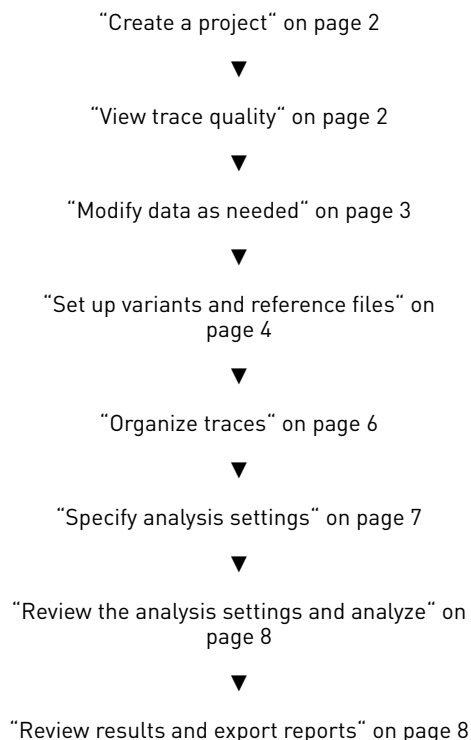 “Create a project“ on page 2
▼
“View trace quality“ on page 2
▼
“Modify data as needed“ on page 3
▼
“Set up variants and reference files“ on
page 4
▼
“Organize traces“ on page 6
▼
“Specify analysis settings“ on page 7
▼
“Review the analysis settings and analyze“ on
page 8
▼
“Review results and export reports“ on page 8